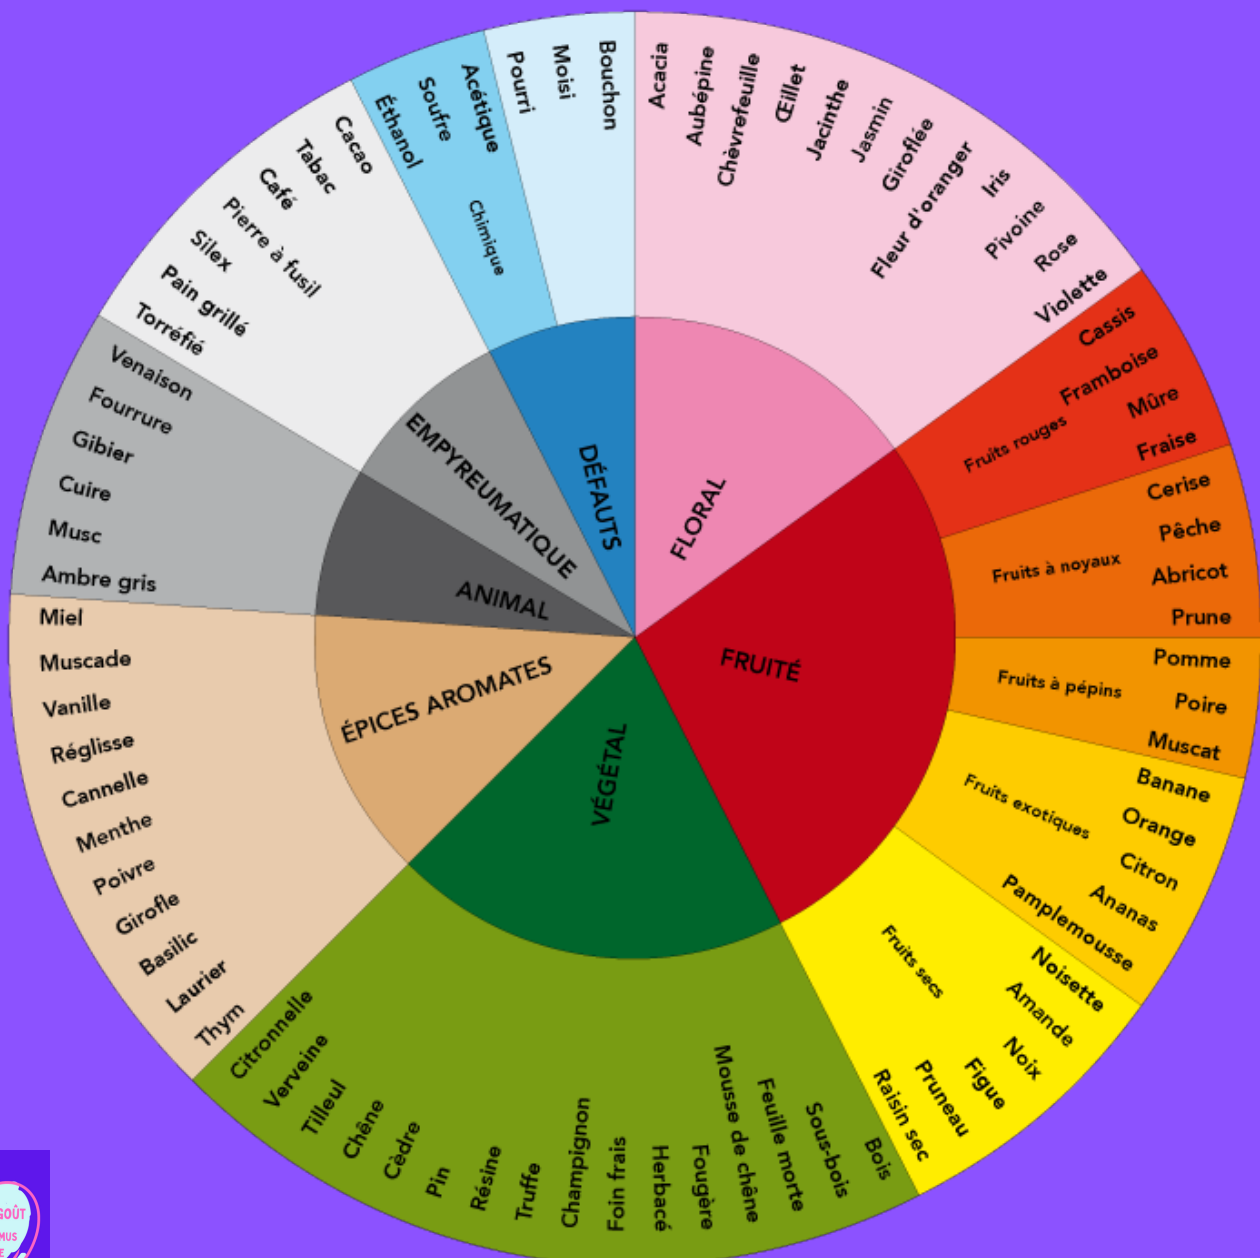 FLORAL
Acacia
Aubépine
Chèvrefeuille
Œillet
Jacinthe
Jasmin
Giroflée
Fleur d'oranger
Iris
Pivoine
Rose
Violette
FRUITÉ
Fruits rouges
Cassis
Framboise
Mûre
Fraise
Fruits à noyaux
Cerise
Pêche
Abricot
Prune
Fruits à pépins
Pomme
Poire
Muscat
Fruits exotiques
Banane
Orange
Citron
Ananas
Pamplemousse
Fruits secs
Noisette
Amande
Noix
Figue
Pruneau
Raisin sec
VÉGÉTAL
Bois
Sous-bois
Feuille morte
Mousse de chêne
Fougère
Herbacé
Foin frais
Champignon
Truffe
Résine
Pin
Cèdre
Chêne
Tilleul
Verveine
Citronnelle
ÉPICES AROMATES
Thym
Laurier
Basilic
Girofle
Poivre
Menthe
Cannelle
Réglisse
Vanille
Muscade
Miel
ANIMAL
Ambre gris
Musc
Cuire
Gibier
Fourrure
Venaison
EMPYREUMATIQUE
Torréfié
Pain grillé
Silex
Pierre à fusil
Café
Tabac
Cacao
DÉFAUTS
Chimique
Éthanol
Soufre
Acétique
Pourri
Moisi
Bouchon
GOÛT